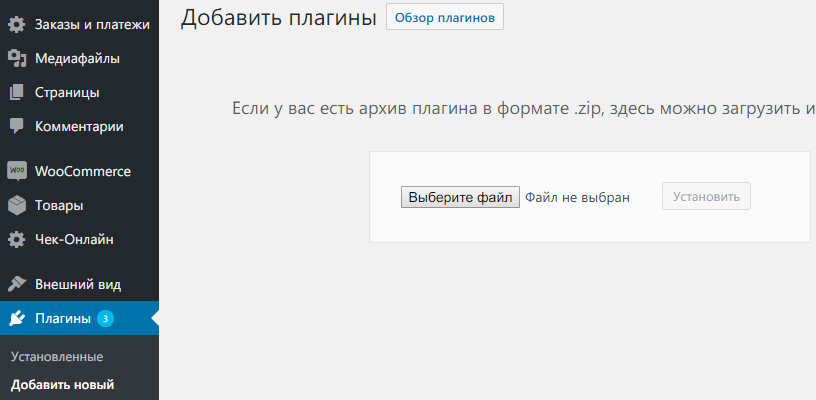 Заказы и платежи
Медиафайлы
Страницы
Комментарии
WOO
WooCommerce
Товары
Чек-Онлайн
Внешний вид
Плагины 3
Установленные
Добавить новый
Добавить плагины
Обзор плагинов
Если у вас есть архив плагина в формате .zip, здесь можно загрузить и
Выберите файл Файл не выбран Установить